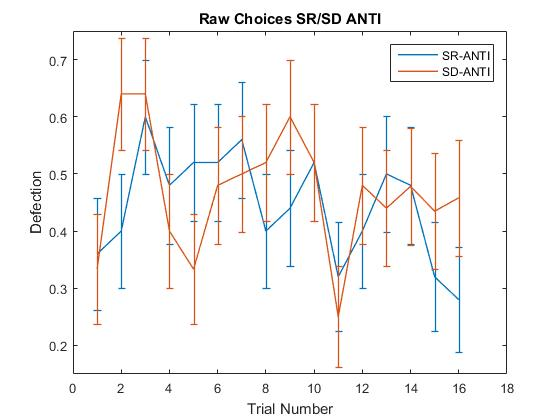 Raw Choices SR/SD ANTI
SR-ANTI
SD-ANTI
0.7
0.6
0.5
0.4
0.3
0.2
Defection
0 2 4 6 8 10 12 14 16 18
Trial Number